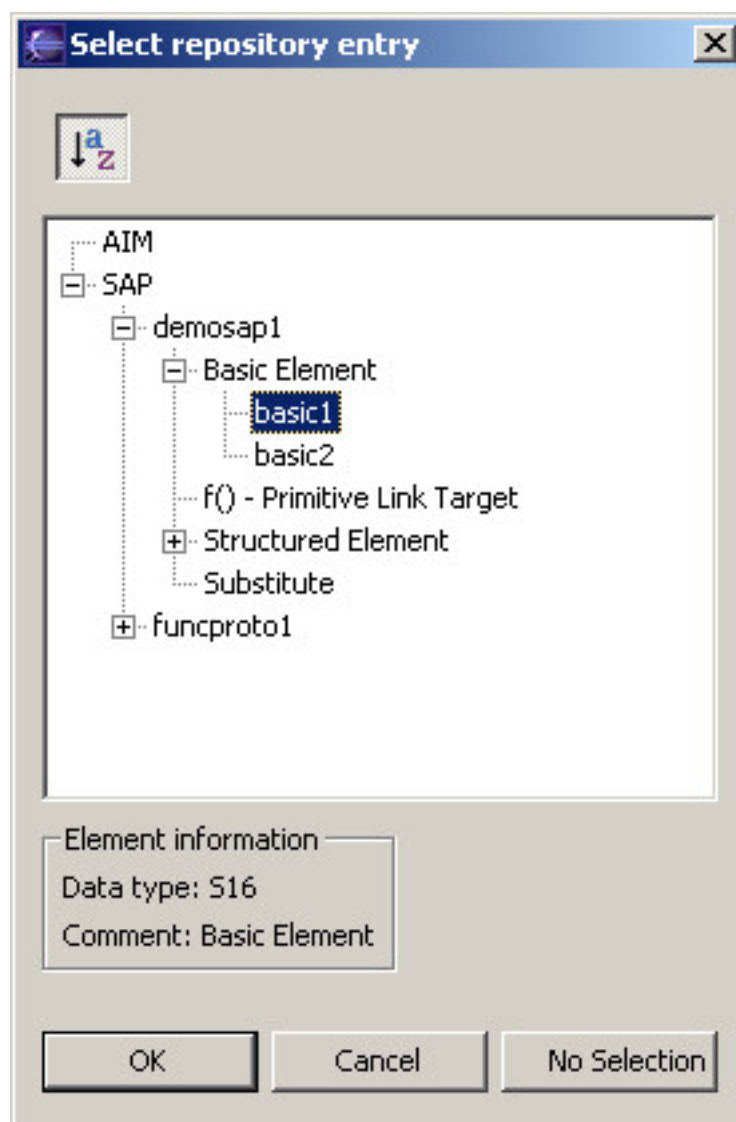 Select repository entry
a
z
AIM
SAP
demosap1
Basic Element
basic1
basic2
f() - Primitive Link Target
Structured Element
Substitute
funcproto1
Element information
Data type: S16
Comment: Basic Element
OK
Cancel
No Selection